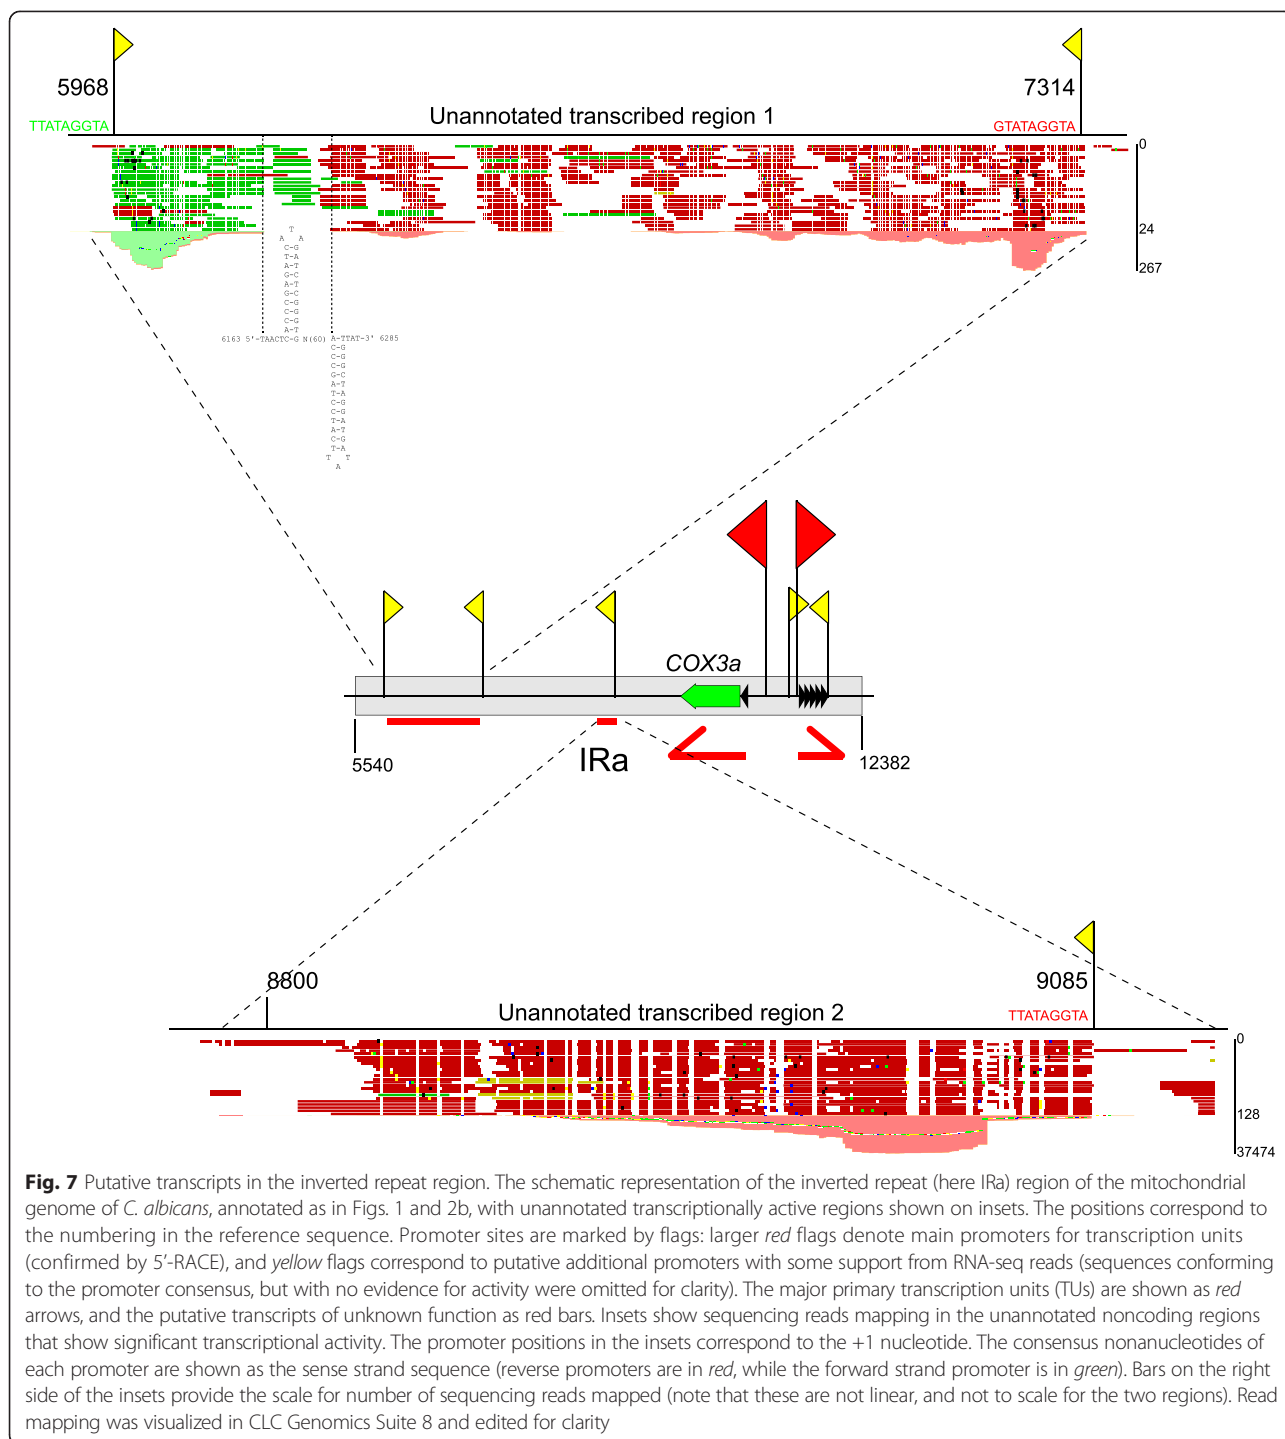 5968
7314
Unannotated transcribed region 1
TTATAGGTA
GTATAGGTA
0
24
267
T
A A
C-G
T-A
A-T
G-C
A-T
G-C
C-G
C-G
C-G
A-T
6163 5'-TAACTC-G N(60) A-TTAT-3' 6285
C-G
C-G
G-C
A-T
T-A
C-G
C-G
T-A
A-T
C-G
T-A
T T
A
COX3a
5540
IRa
12382
8800
9085
Unannotated transcribed region 2
TTATAGGTA
0
128
37474
Fig. 7 Putative transcripts in the inverted repeat region. The schematic representation of the inverted repeat (here IRa) region of the mitochondrial
genome of C. albicans, annotated as in Figs. 1 and 2b, with unannotated transcriptionally active regions shown on insets. The positions correspond to
the numbering in the reference sequence. Promoter sites are marked by flags: larger red flags denote main promoters for transcription units
(confirmed by 5'-RACE), and yellow flags correspond to putative additional promoters with some support from RNA-seq reads (sequences conforming
to the promoter consensus, but with no evidence for activity were omitted for clarity). The major primary transcription units (TUs) are shown as red
arrows, and the putative transcripts of unknown function as red bars. Insets show sequencing reads mapping in the unannotated noncoding regions
that show significant transcriptional activity. The promoter positions in the insets correspond to the +1 nucleotide. The consensus nonanucleotides of
each promoter are shown as the sense strand sequence (reverse promoters are in red, while the forward strand promoter is in green). Bars on the right
side of the insets provide the scale for number of sequencing reads mapped (note that these are not linear, and not to scale for the two regions). Read
mapping was visualized in CLC Genomics Suite 8 and edited for clarity